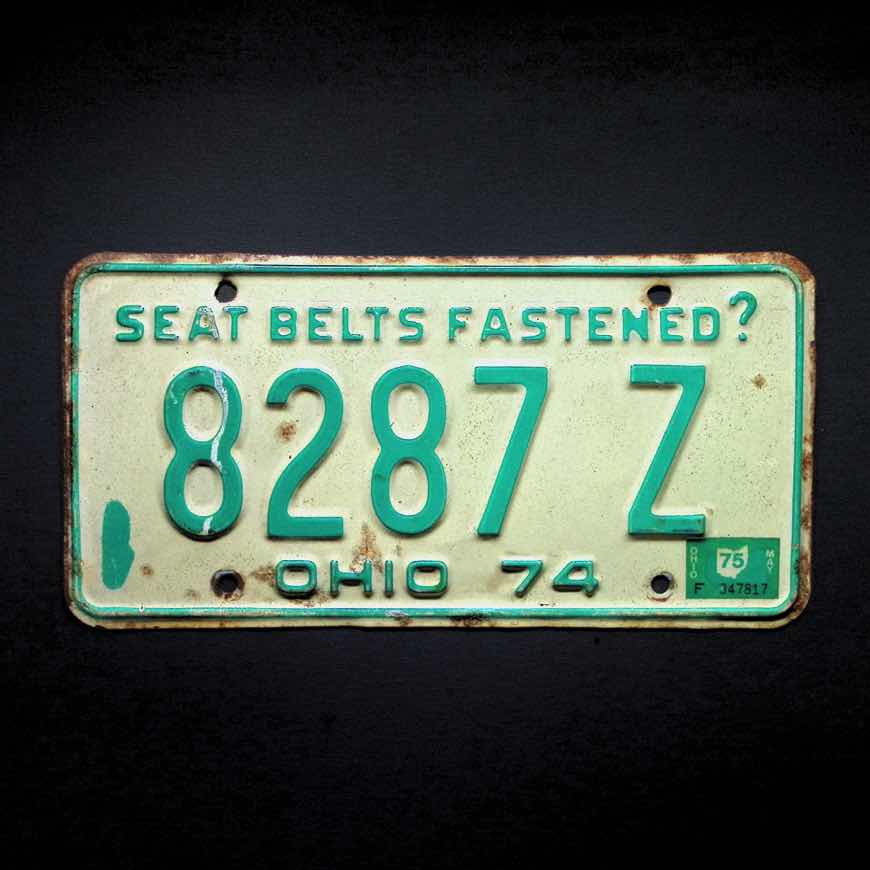 SEAT BELTS FASTENED?
8287 Z
OHIO 74
OHIO 75 MAY
F 347817